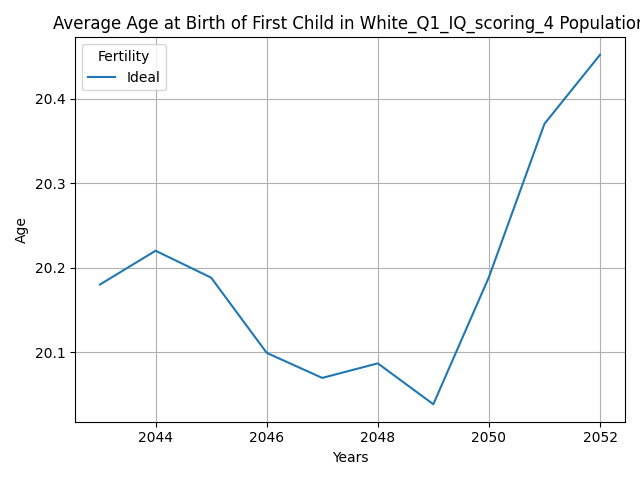 Average Age at Birth of First Child in White_Q1_IQ_scoring_4 Population
Fertility
Ideal
20.4
20.3
20.2
20.1
Age
2044 2046 2048 2050 2052
Years